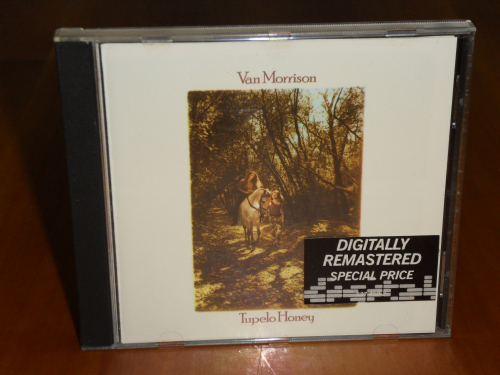 Van Morrison
DIGITALLY
REMASTERED
SPECIAL PRICE
Tupelo Honey